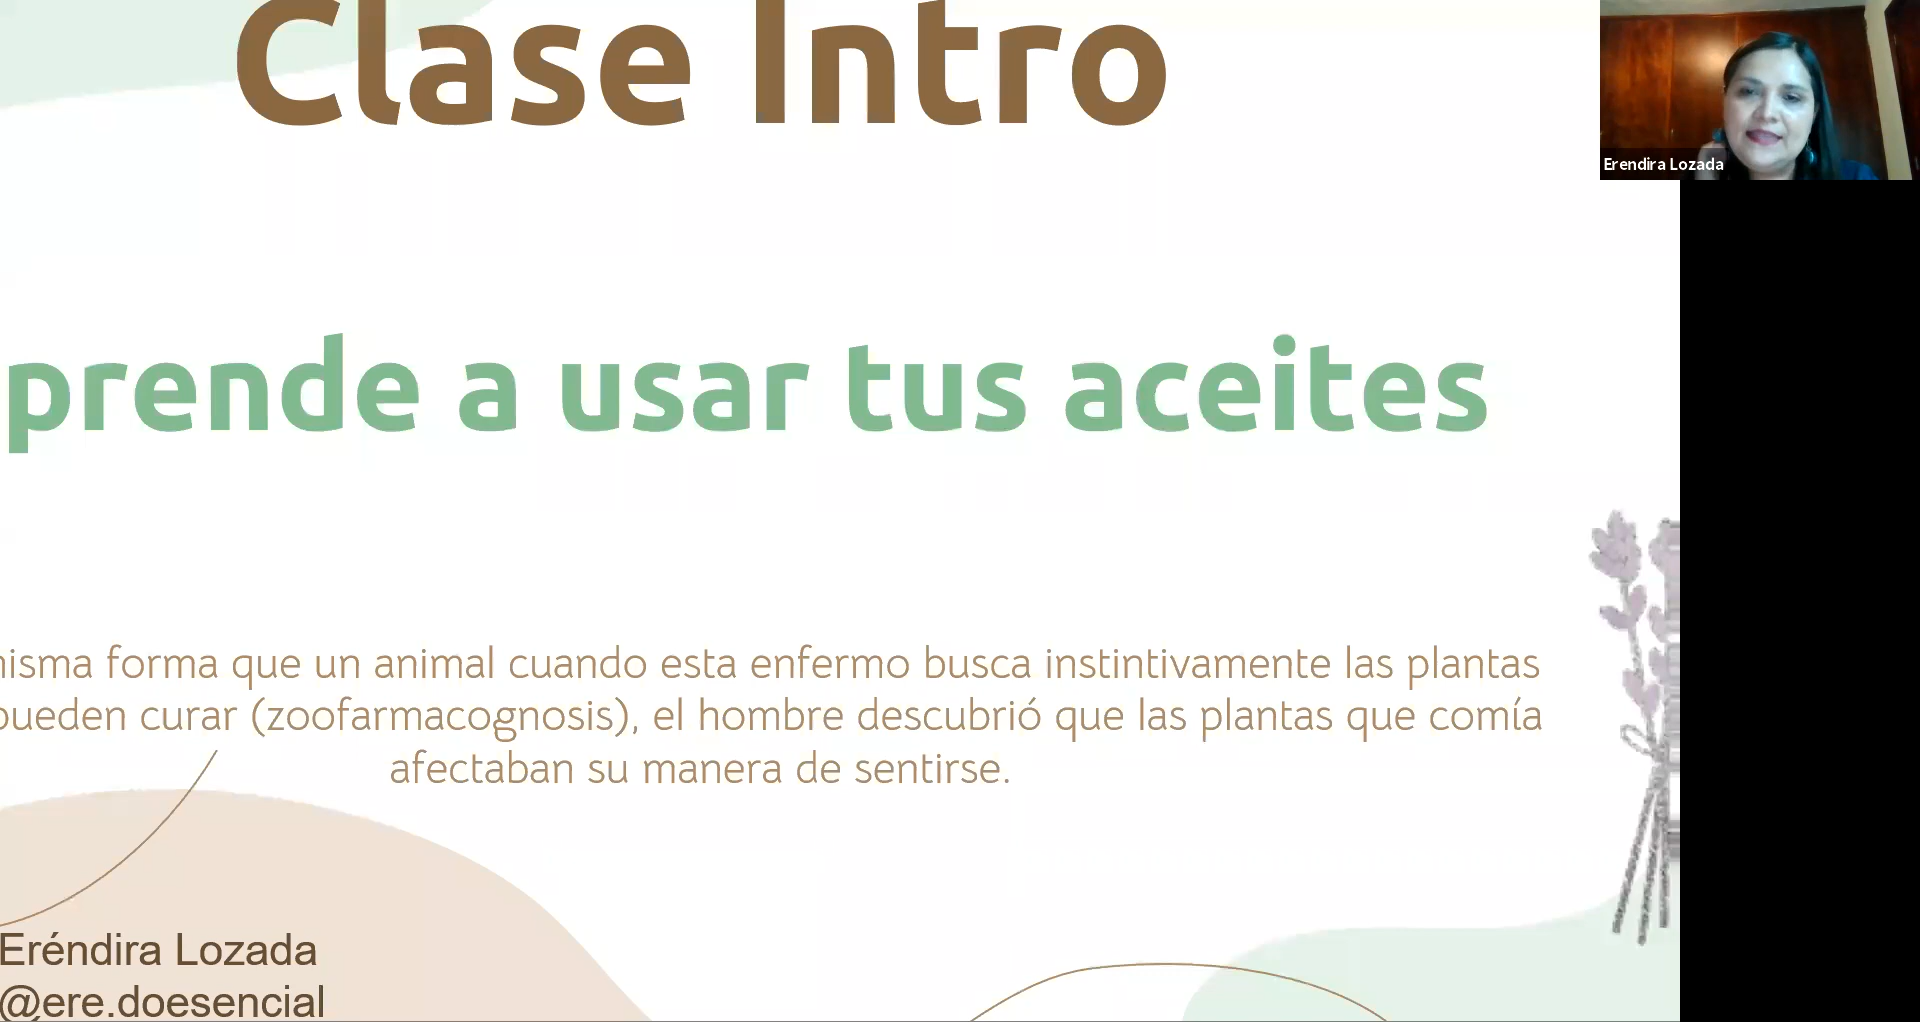 Clase Intro
Erendira Lozada
prende a usar tus aceites
isma forma que un animal cuando esta enfermo busca instintivamente las plantas
pueden curar (zoofarmacognosis), el hombre descubrió que las plantas que comía
afectaban su manera de sentirse.
Eréndira Lozada
@ere.doesencial